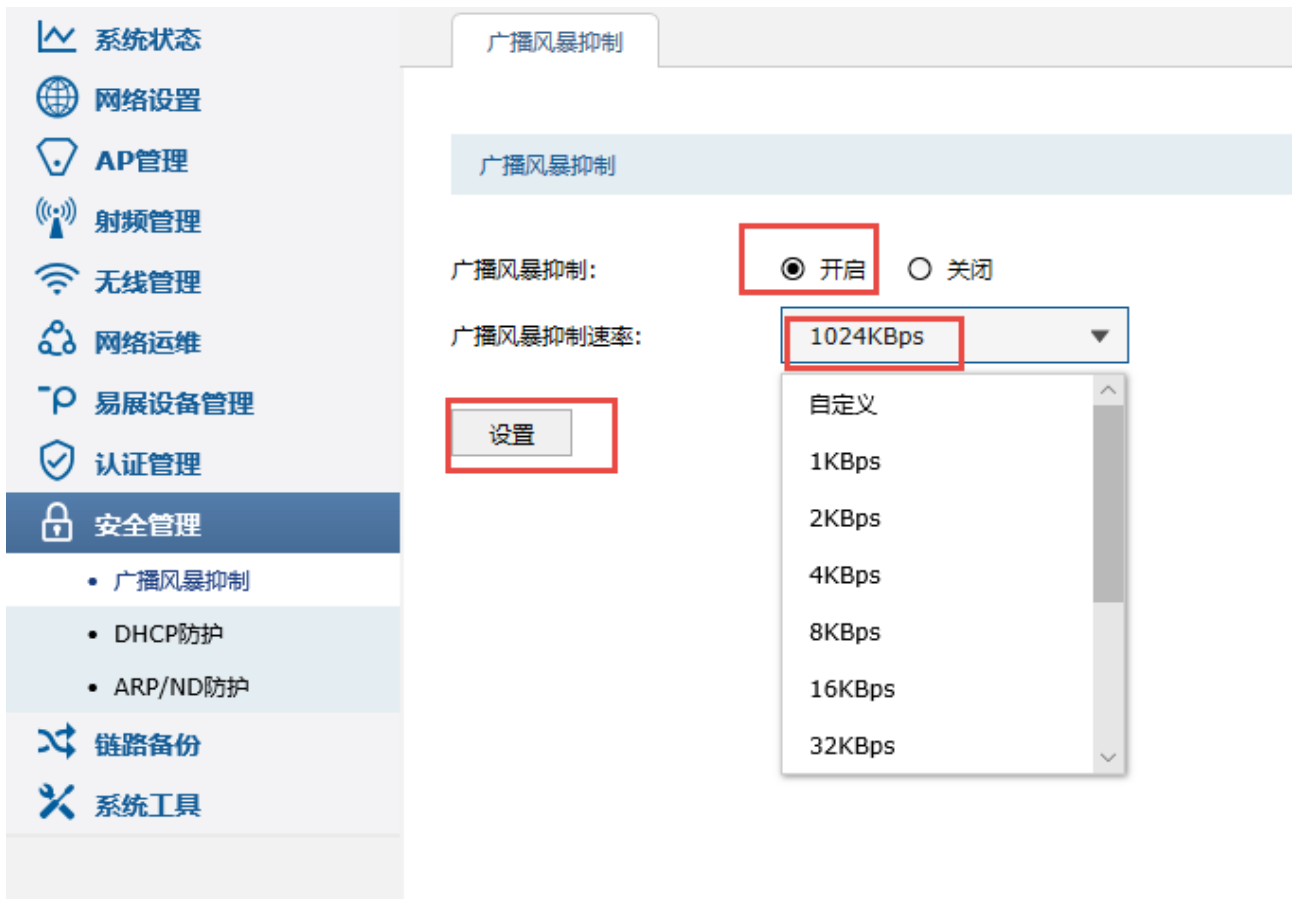 系统状态
网络设置
AP管理
射频管理
无线管理
网络运维
易展设备管理
认证管理
安全管理
• 广播风暴抑制
• DHCP防护
• ARP/ND防护
链路备份
系统工具
广播风暴抑制
广播风暴抑制
广播风暴抑制: 开启 关闭
广播风暴抑制速率: 1024KBps
自定义
1KBps
2KBps
4KBps
8KBps
16KBps
32KBps
设置